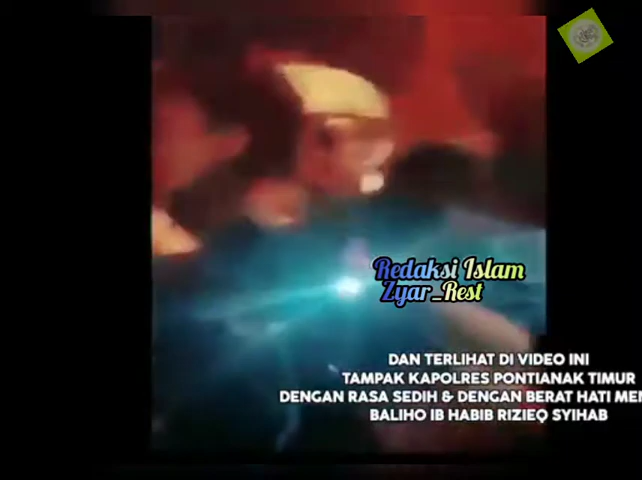 Redaksi Islam
Zyar_Rest
DAN TERLIHAT DI VIDEO INI
TAMPAK KAPOLRES PONTIANAK TIMUR
DENGAN RASA SEDIH & DENGAN BERAT HATI
BALIHO IB HABIB RIZIEQ SYIHAB